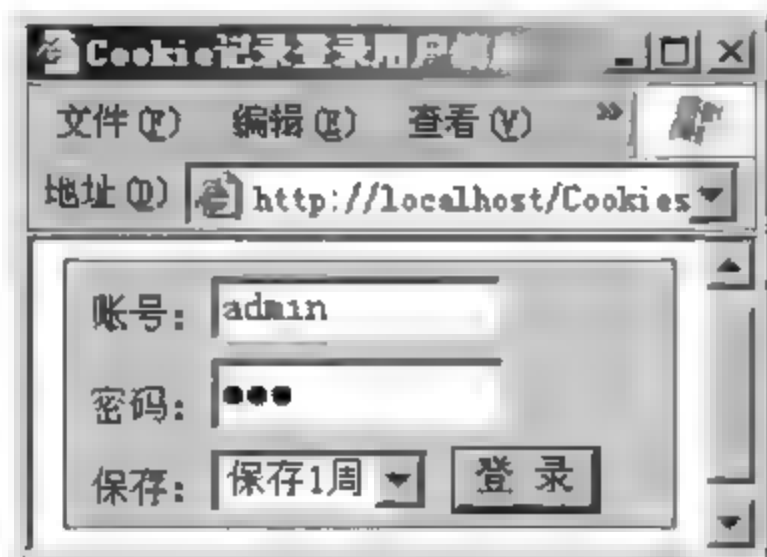 Cookie记录登录用户
文件(F) 编辑(E) 查看(V) »
地址(D) http://localhost/Cookies
账号: admin
密码: ●●●
保存: 保存1周 登 录